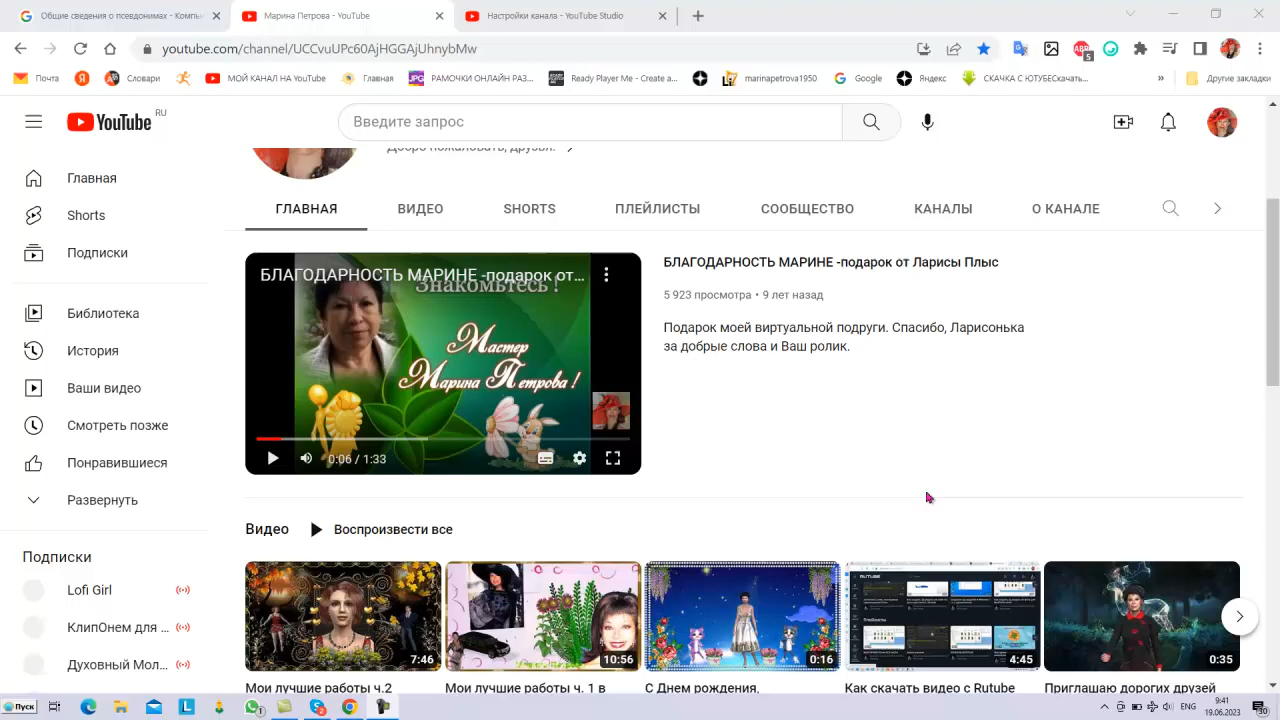 Общие сведения о псевдонимах - Компь
Марина Петрова - YouTube
Настройки канала - YouTube Studio
youtube.com/channel/UCCvuUPc60AjHGGAjUhnybMw
Почта
Словари
МОЙ КАНАЛ НА YouTube
Главная
РАМОЧКИ ОНЛАЙН РАЗ...
Ready Player Me - Create a...
marinapetrova1950
Google
Яндекс
СКАЧКА С ЮТУБЕСкачать...
»
Другие закладки
YouTube RU
Введите запрос
Добро пожаловать, друзья!
Главная
Shorts
Подписки
Библиотека
История
Ваши видео
Смотреть позже
Понравившиеся
Развернуть
Подписки
Lofi Girl
КлипОнем для ...
Духовный Мол...
ГЛАВНАЯ
ВИДЕО
SHORTS
ПЛЕЙЛИСТЫ
СООБЩЕСТВО
КАНАЛЫ
О КАНАЛЕ
БЛАГОДАРНОСТЬ МАРИНЕ -подарок от...
Знакомьтесь !
Мастер
Марина Петрова !
0:06 / 1:33
БЛАГОДАРНОСТЬ МАРИНЕ -подарок от Ларисы Плыс
5 923 просмотра • 9 лет назад
Подарок моей виртуальной подруги. Спасибо, Ларисонька
за добрые слова и Ваш ролик.
Видео
Воспроизвести все
7:46
10:56
0:16
RUTUBE
4:45
0:35
Мои лучшие работы ч.2
Мои лучшие работы ч. 1 в
С Днем рождения,
Как скачать видео с Rutube
Приглашаю дорогих друзей
Пуск
ENG
9:41
19.06.2023
30